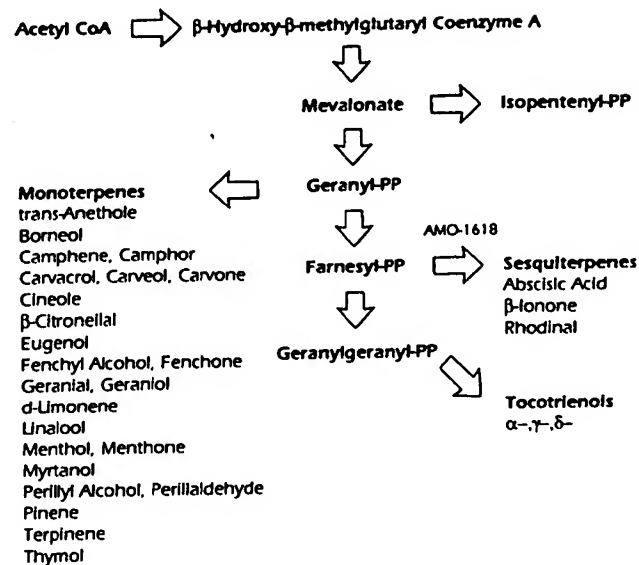 Acetyl CoA β-Hydroxy-β-methylglutaryl Coenzyme A
Mevalonate Isopentenyl-PP
Geranyl-PP
AMO-1618
Farnesyl-PP
Geranylgeranyl-PP
Monoterpenes
trans-Anethole
Borneol
Camphene, Camphor
Carvacrol, Carveol, Carvone
Cineole
β-Citronellal
Eugenol
Fenchyl Alcohol, Fenchone
Geranial, Geraniol
d-Limonene
Linalool
Menthol, Menthone
Myrtanol
Perillyl Alcohol, Perillaldehyde
Pinene
Terpinene
Thymol
Sesquiterpenes
Abscisic Acid
β-Ionone
Rhodinal
Tocotrienols
α-,γ-,δ-